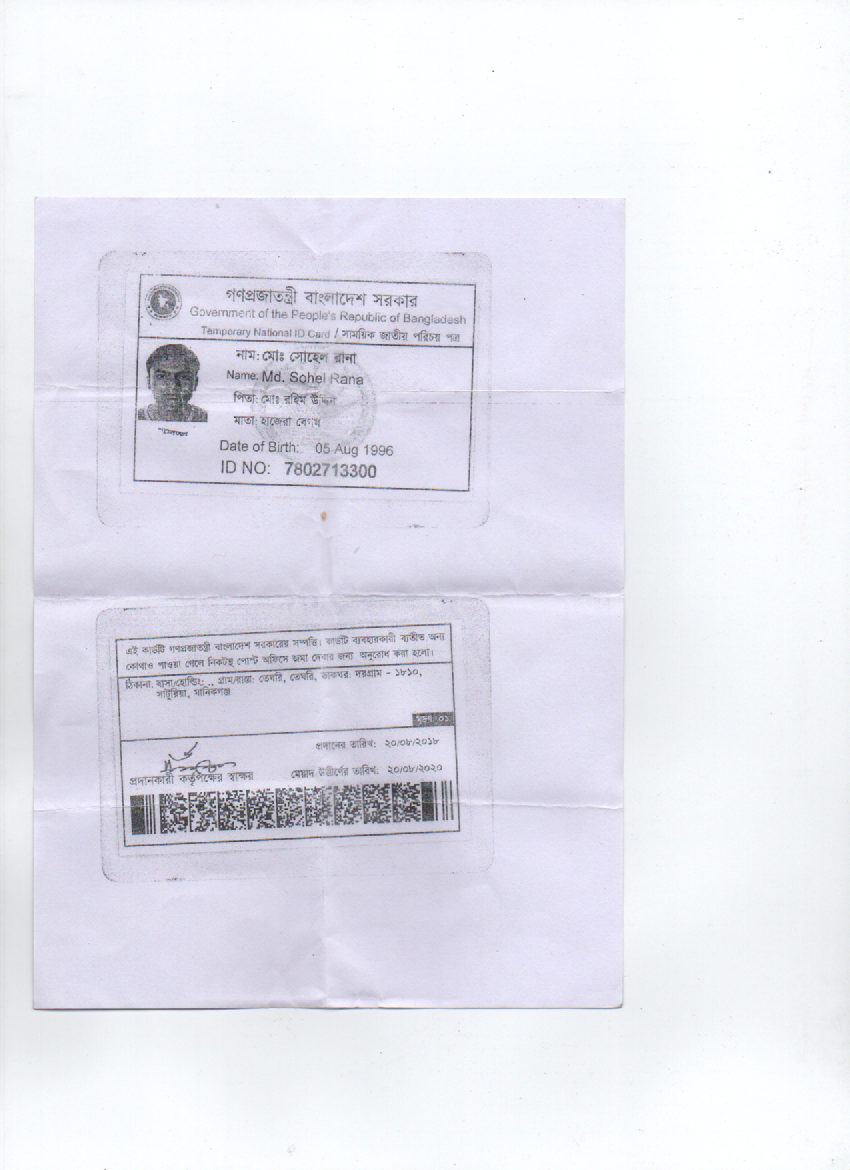 গণপ্রজাতন্ত্রী বাংলাদেশ সরকার
Government of the People's Republic of Bangladesh
Temporary National ID Card / সাময়িক জাতীয় পরিচয় পত্র
নাম: মোঃ সোহেল রানা
Name: Md. Sohel Rana
পিতা: মোঃ রহিম উদ্দিন
মাতা: হাজেরা বেগম
Date of Birth: 05 Aug 1996
ID NO: 7802713300
এই কার্ডটি গণপ্রজাতন্ত্রী বাংলাদেশ সরকারের সম্পত্তি। কার্ডটি ব্যবহারকারী ব্যতীত অন্য
কোথাও পাওয়া গেলে নিকটস্থ পোস্ট অফিসে জমা দেবার জন্য অনুরোধ করা হলো।
ঠিকানা: বাসা/হোল্ডিং: .., গ্রাম/রাস্তা: তেঘরি, তেঘরি, ডাকঘর: দরগ্রাম - ১৮১০,
সাটুরিয়া, মানিকগঞ্জ
মুদ্রণ: ০১
প্রদানের তারিখ: ২০/০৮/২০১৮
প্রদানকারী কর্তৃপক্ষের স্বাক্ষর মেয়াদ উত্তীর্ণের তারিখ: ২০/০৮/২০২০